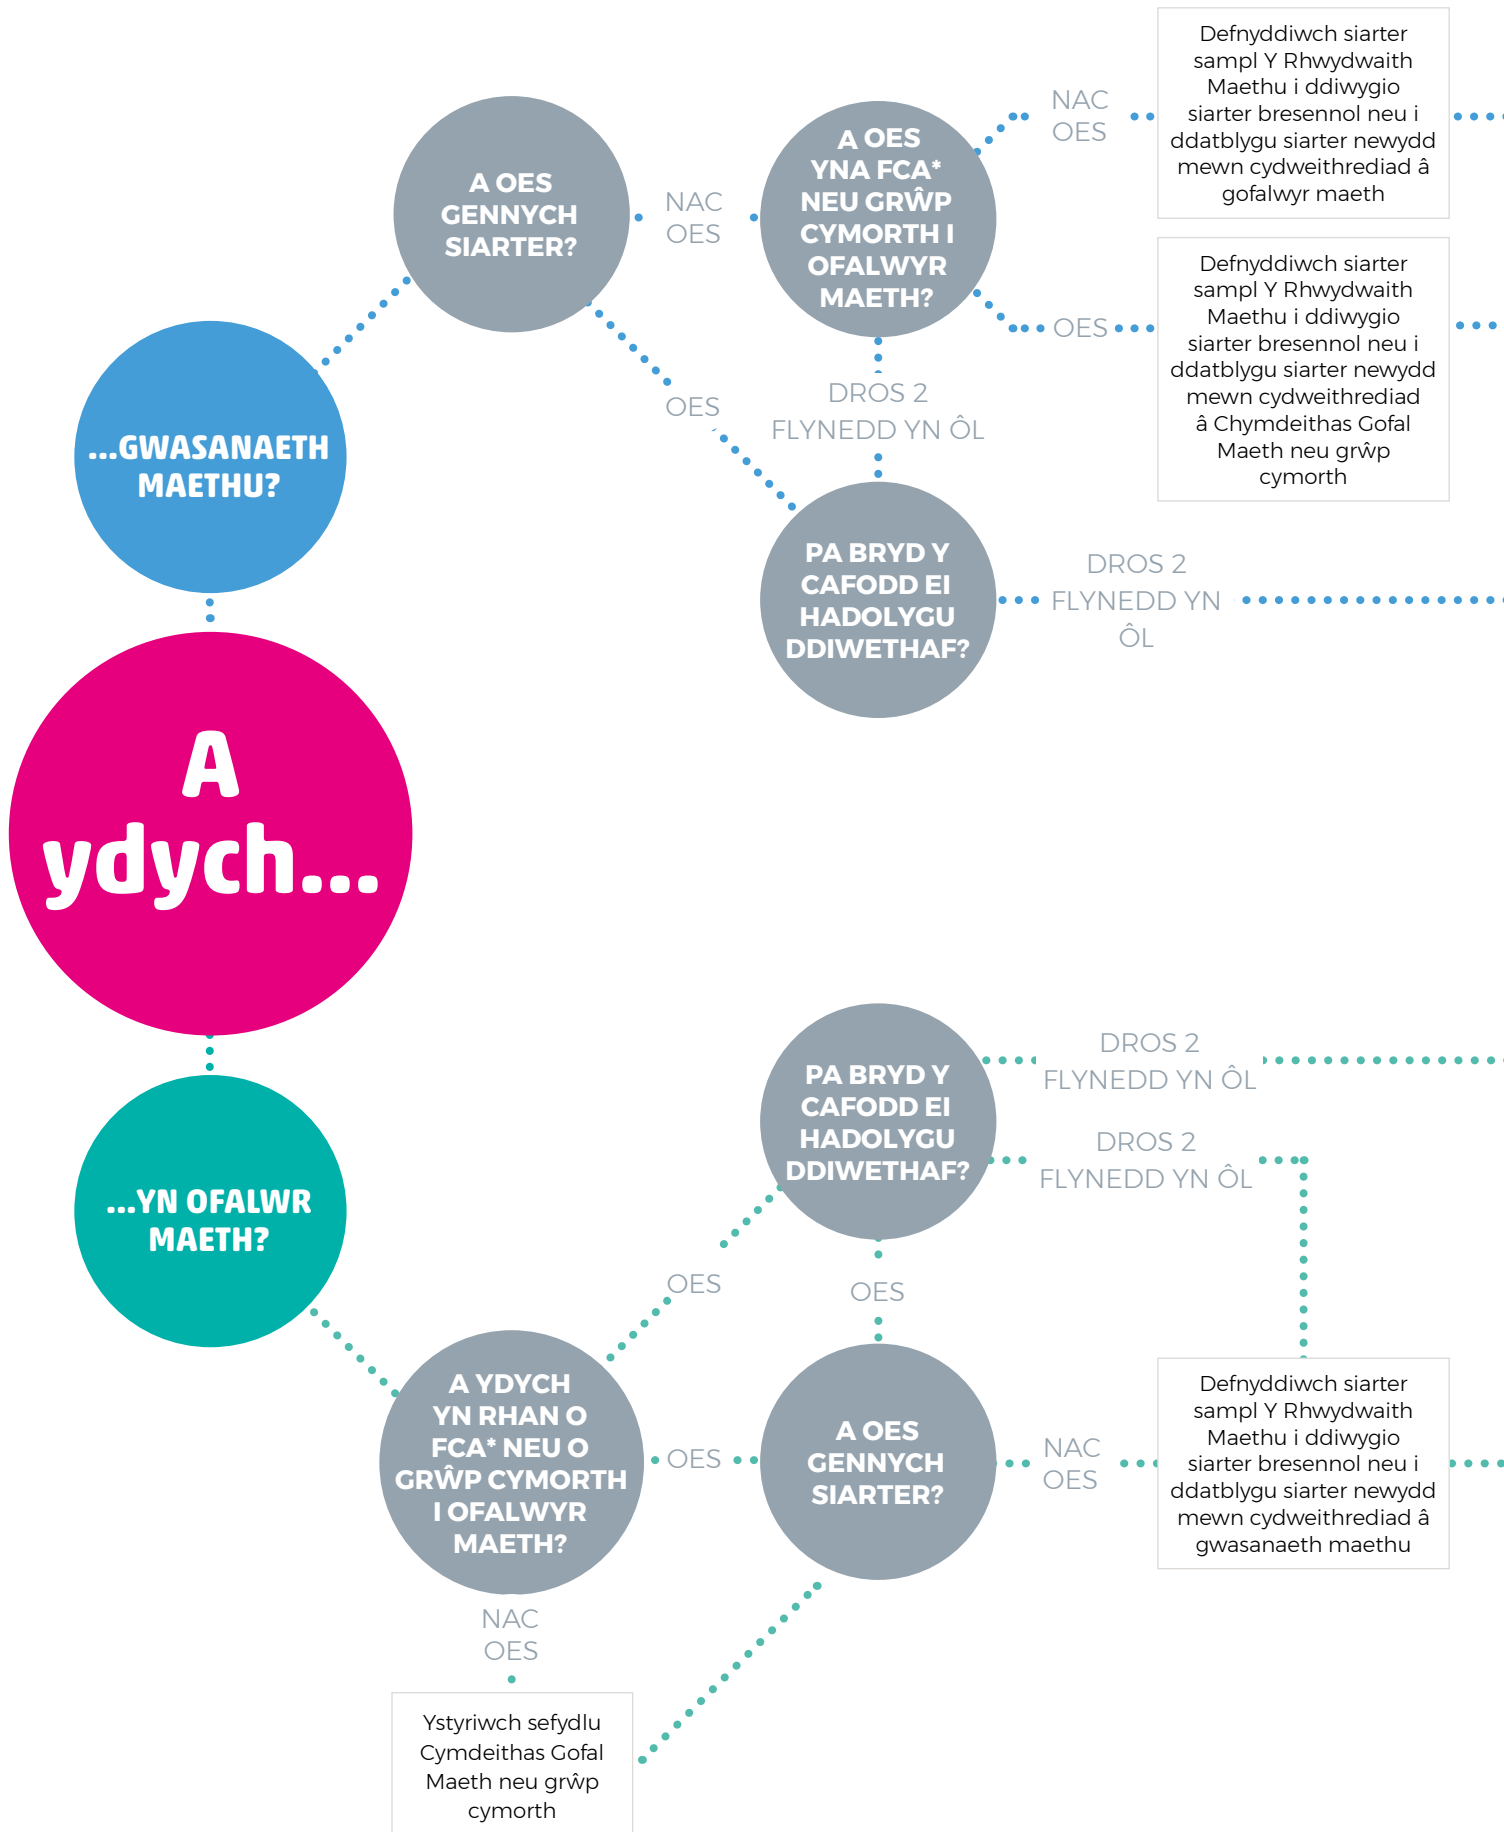 Defnyddiwch siarter
sampl Y Rhwydwaith
Maethu i ddiwygio
siarter bresennol neu i
ddatblygu siarter newydd
mewn cydweithrediad â
gofalwyr maeth
NAC
OES
A OES
YNA FCA*
NEU GRŴP
CYMORTH I
OFALWYR
MAETH?
A OES
GENNYCH
SIARTER?
NAC
OES
Defnyddiwch siarter
sampl Y Rhwydwaith
Maethu i ddiwygio
siarter bresennol neu i
ddatblygu siarter newydd
mewn cydweithrediad
â Chymdeithas Gofal
Maeth neu grŵp
cymorth
OES
DROS 2
FLYNEDD YN ÔL
OES
...GWASANAETH
MAETHU?
PA BRYD Y
CAFODD EI
HADOLYGU
DDIWETHAF?
DROS 2
FLYNEDD YN
ÔL
A
ydych...
PA BRYD Y
CAFODD EI
HADOLYGU
DDIWETHAF?
DROS 2
FLYNEDD YN ÔL
DROS 2
FLYNEDD YN ÔL
...YN OFALWR
MAETH?
OES
OES
A YDYCH
YN RHAN O
FCA* NEU O
GRŴP CYMORTH
I OFALWYR
MAETH?
OES
A OES
GENNYCH
SIARTER?
NAC
OES
Defnyddiwch siarter
sampl Y Rhwydwaith
Maethu i ddiwygio
siarter bresennol neu i
ddatblygu siarter newydd
mewn cydweithrediad â
gwasanaeth maethu
NAC
OES
Ystyriwch sefydlu
Cymdeithas Gofal
Maeth neu grŵp
cymorth